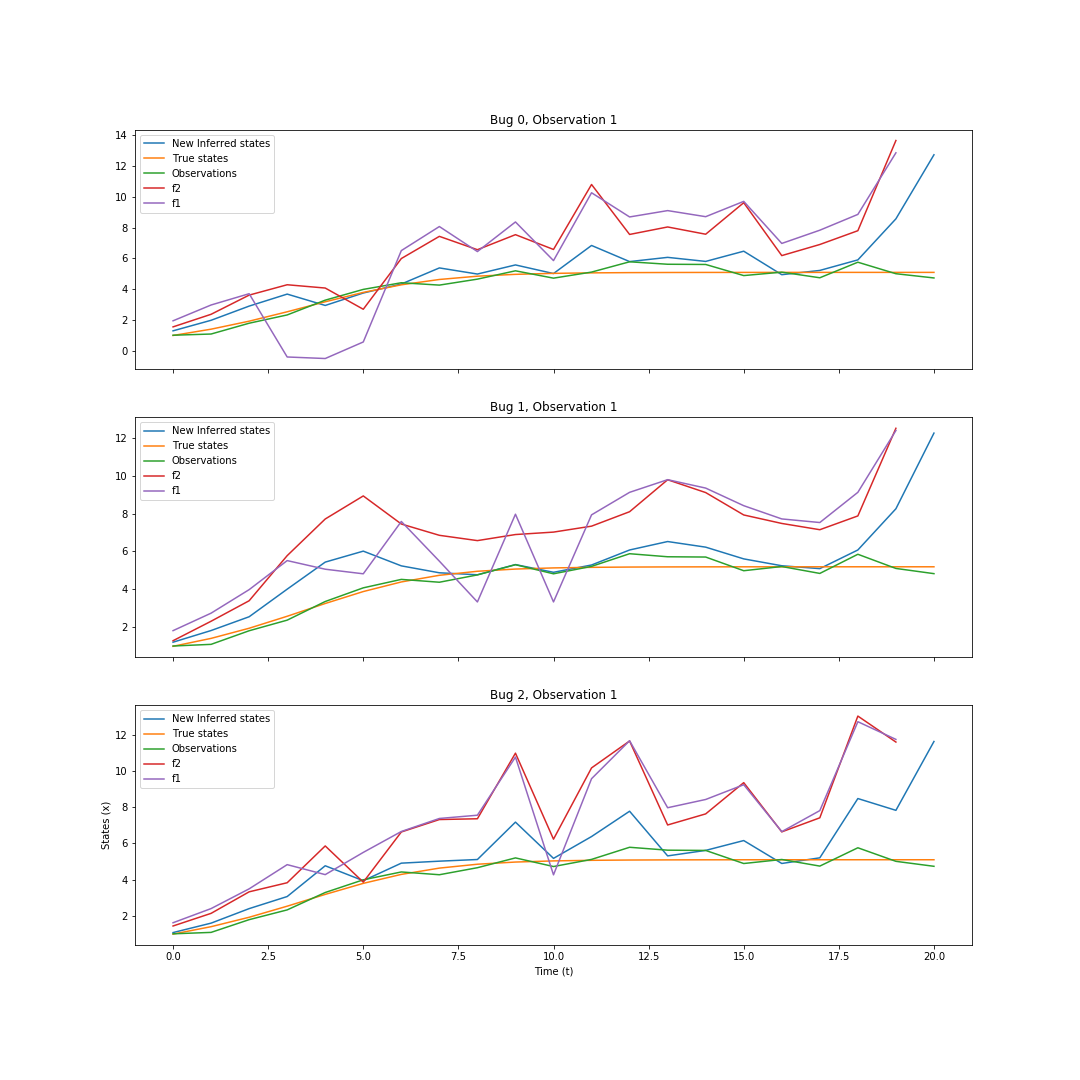 Bug 0, Observation 1
14
12
10
8
6
4
2
0
New Inferred states
True states
Observations
f2
f1
Bug 1, Observation 1
12
10
8
6
4
2
New Inferred states
True states
Observations
f2
f1
Bug 2, Observation 1
States (x)
12
10
8
6
4
2
New Inferred states
True states
Observations
f2
f1
0.0 2.5 5.0 7.5 10.0 12.5 15.0 17.5 20.0
Time (t)